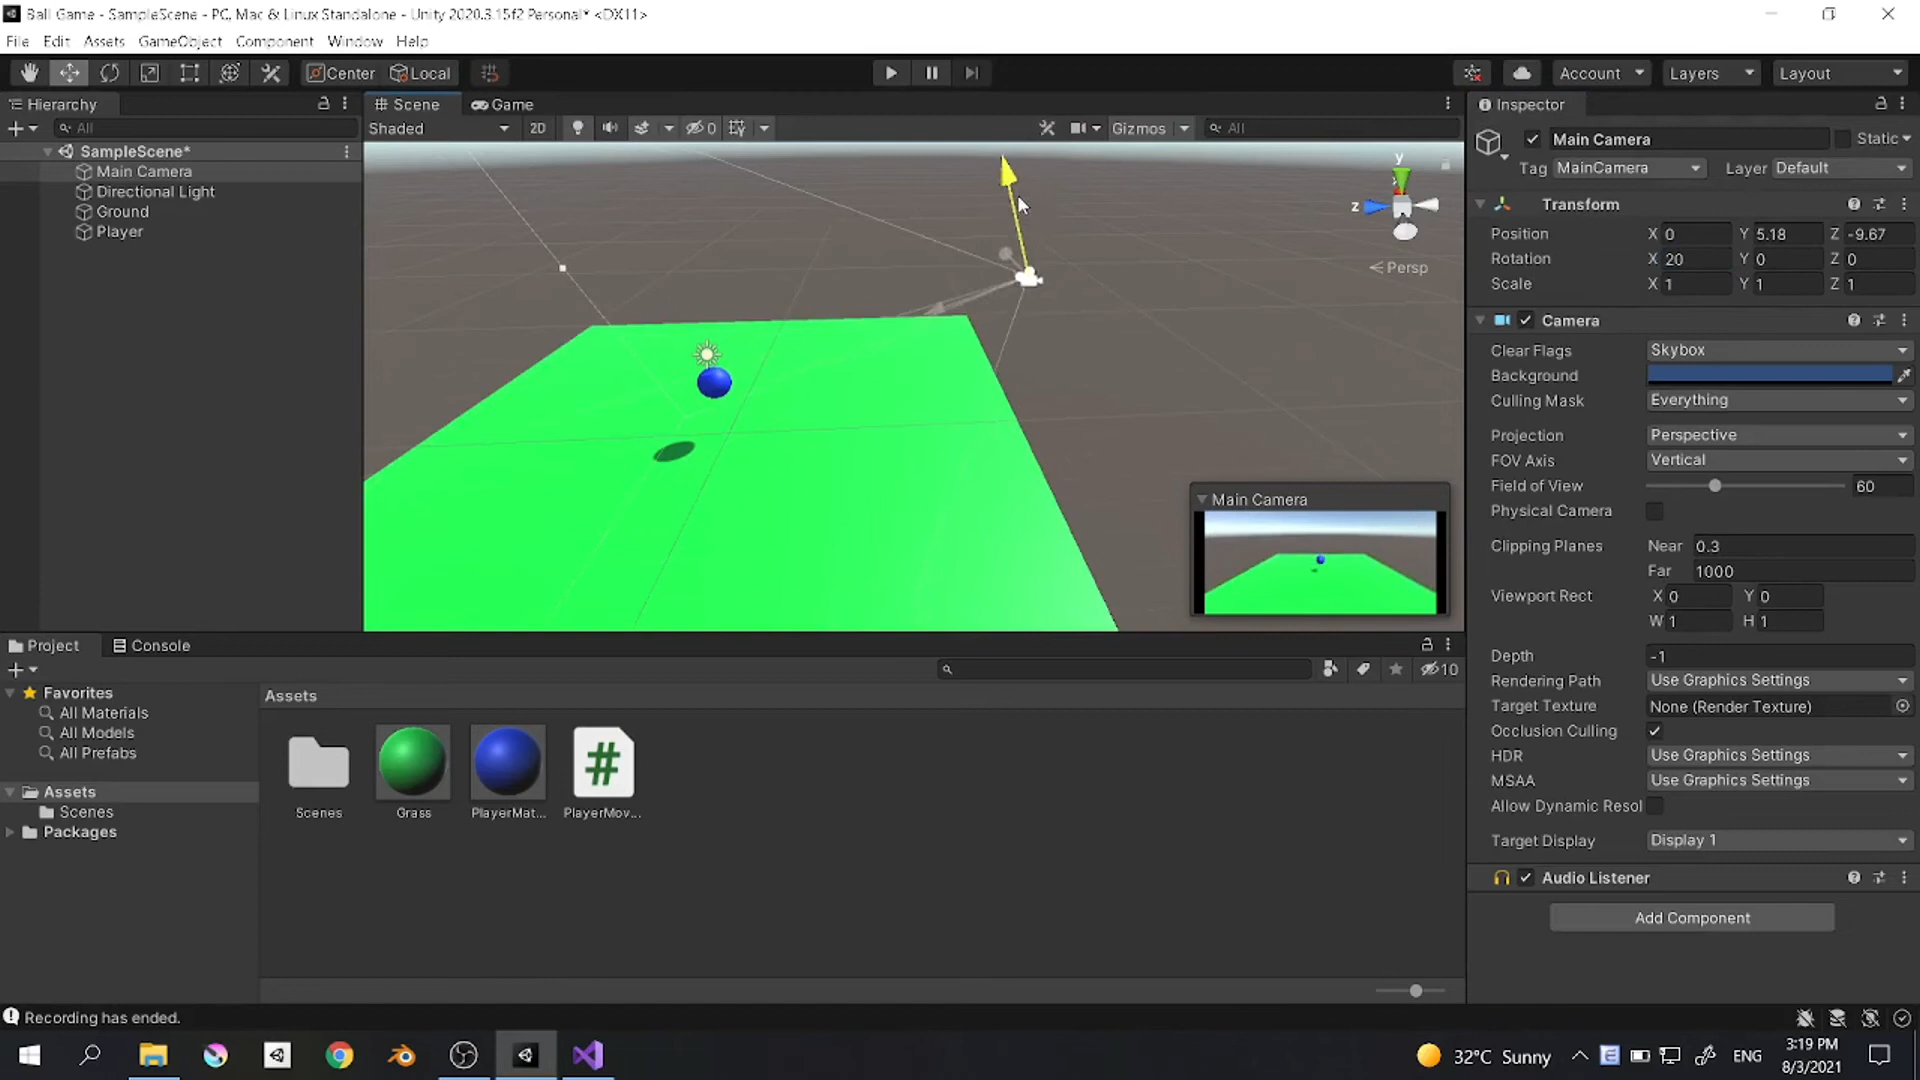 Ball Game - SampleScene - PC, Mac & Linux Standalone - Unity 2020.3.15f2 Personal* <DX11>
File Edit Assets GameObject Component Window Help
Center Local Account Layers Layout
Hierarchy
All
SampleScene*
Main Camera
Directional Light
Ground
Player
Scene Game
Shaded 2D 0 Gizmos All
y
z
Persp
Main Camera
Inspector
Main Camera Static
Tag MainCamera Layer Default
Transform
Position X 0 Y 5.18 Z -9.67
Rotation X 20 Y 0 Z 0
Scale X 1 Y 1 Z 1
Camera
Clear Flags Skybox
Background
Culling Mask Everything
Projection Perspective
FOV Axis Vertical
Field of View 60
Physical Camera
Clipping Planes Near 0.3
Far 1000
Viewport Rect X 0 Y 0
W 1 H 1
Depth -1
Rendering Path Use Graphics Settings
Target Texture None (Render Texture)
Occlusion Culling
HDR Use Graphics Settings
MSAA Use Graphics Settings
Allow Dynamic Resol
Target Display Display 1
Audio Listener
Add Component
Project Console
10
Favorites
All Materials
All Models
All Prefabs
Assets
Scenes
Packages
Assets
Scenes Grass PlayerMat... PlayerMov...
Recording has ended.
32°C Sunny ENG 3:19 PM
8/3/2021